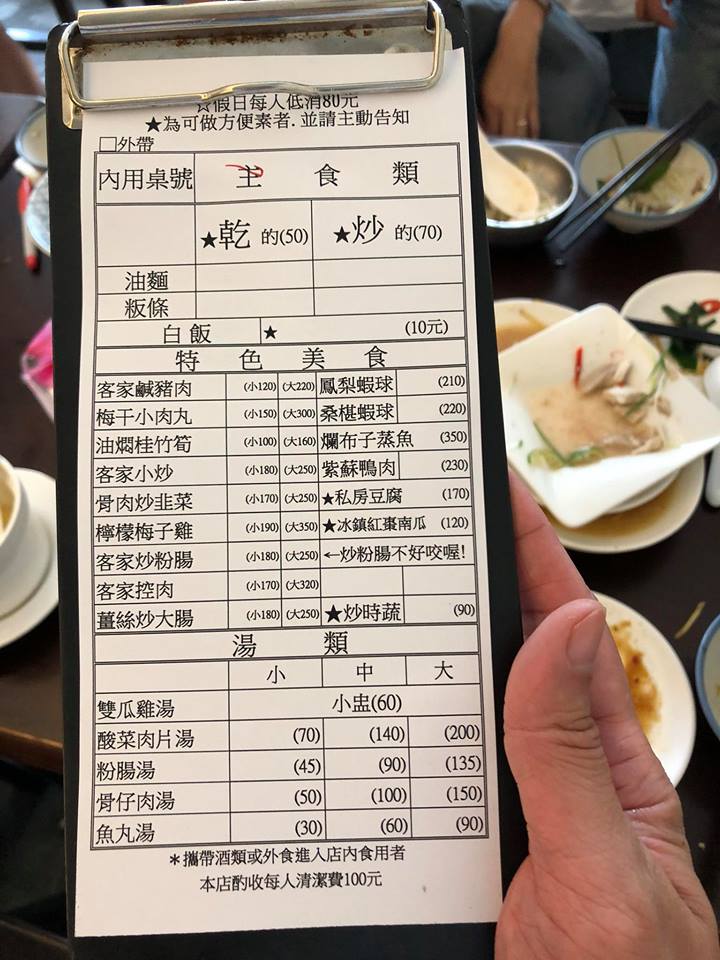 ☆假日每人低消80元
★為可做方便素者.並請主動告知
□外帶
內用桌號 主食類
★乾的(50) ★炒的(70)
油麵
粄條
白飯 ★ (10元)
特色美食
客家鹹豬肉 (小120) (大220) 鳳梨蝦球 (210)
梅干小肉丸 (小150) (大300) 桑椹蝦球 (220)
油燜桂竹筍 (小100) (大160) 爛布子蒸魚 (350)
客家小炒 (小180) (大250) 紫蘇鴨肉 (230)
骨肉炒韭菜 (小170) (大250) ★私房豆腐 (170)
檸檬梅子雞 (小190) (大350) ★冰鎮紅棗南瓜 (120)
客家炒粉腸 (小180) (大250) ←炒粉腸不好咬喔!
客家控肉 (小170) (大320)
薑絲炒大腸 (小180) (大250) ★炒時蔬 (90)
湯類
小 中 大
雙瓜雞湯 小盅(60)
酸菜肉片湯 (70) (140) (200)
粉腸湯 (45) (90) (135)
骨仔肉湯 (50) (100) (150)
魚丸湯 (30) (60) (90)
＊攜帶酒類或外食進入店內食用者
本店酌收每人清潔費100元